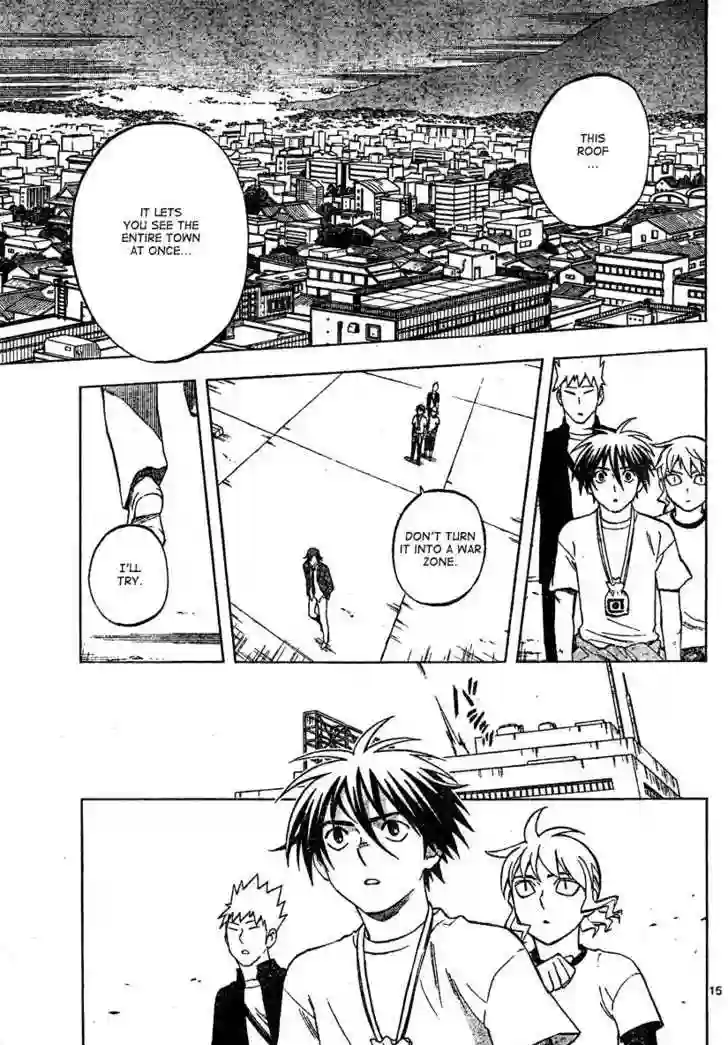 THIS
ROOF
...
IT LETS
YOU SEE THE
ENTIRE TOWN
AT ONCE...
DON'T TURN
IT INTO A WAR
ZONE.
I'LL
TRY.
15